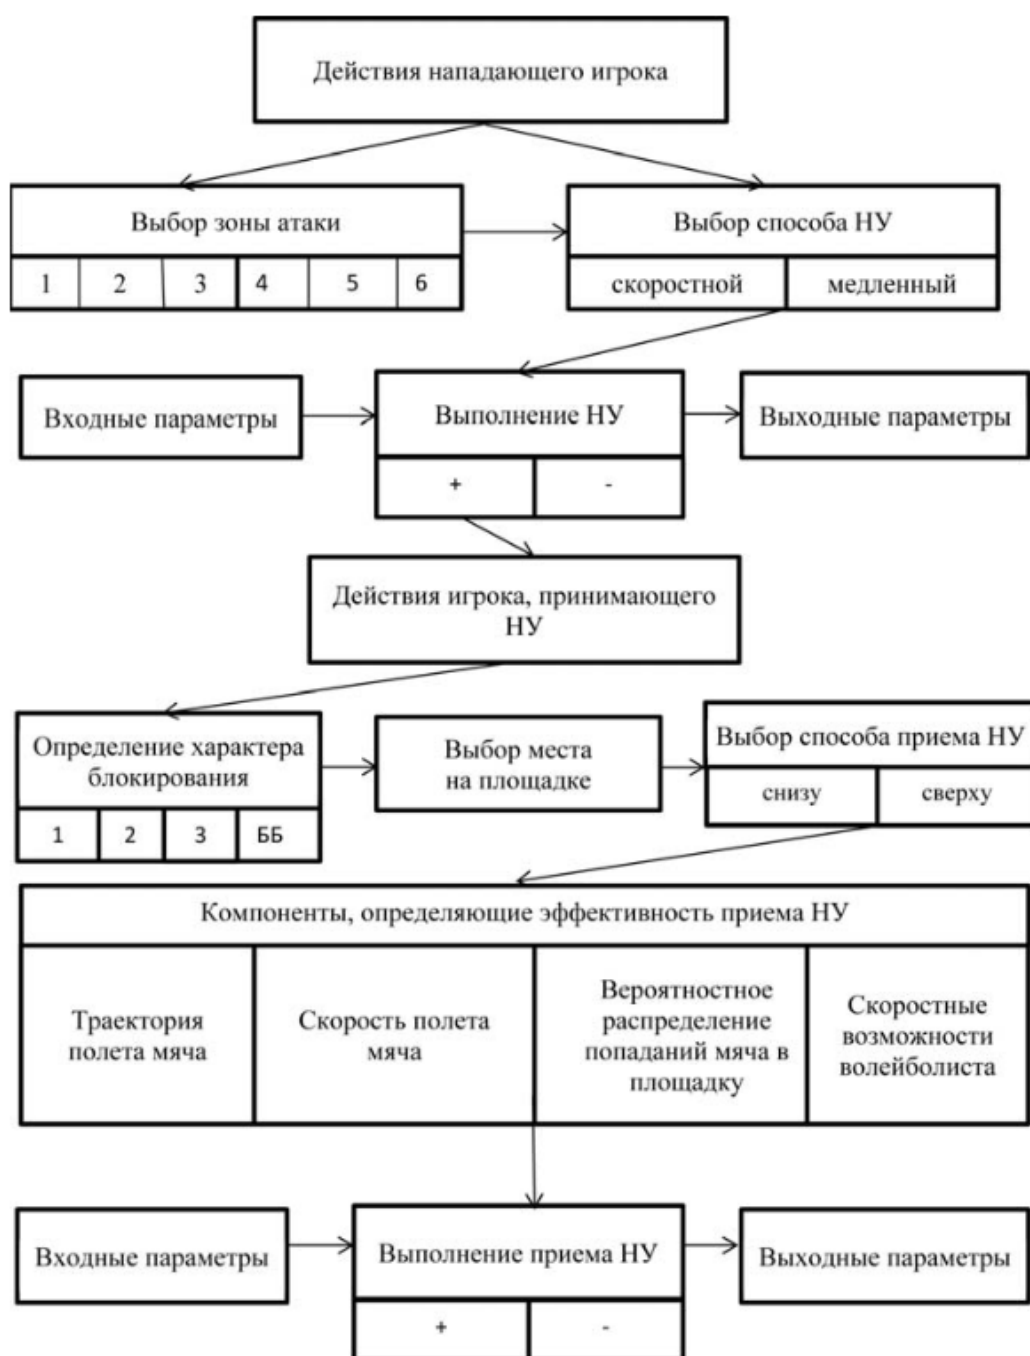 Действия нападающего игрока
Выбор зоны атаки
1 2 3 4 5 6
Выбор способа НУ
скоростной медленный
Входные параметры
Выполнение НУ
+ -
Выходные параметры
Действия игрока, принимающего
НУ
Определение характера
блокирования
1 2 3 ББ
Выбор места
на площадке
Выбор способа приема НУ
снизу сверху
Компоненты, определяющие эффективность приема НУ
Траектория
полета мяча
Скорость полета
мяча
Вероятностное
распределение
попаданий мяча в
площадку
Скоростные
возможности
волейболиста
Входные параметры
Выполнение приема НУ
+ -
Выходные параметры